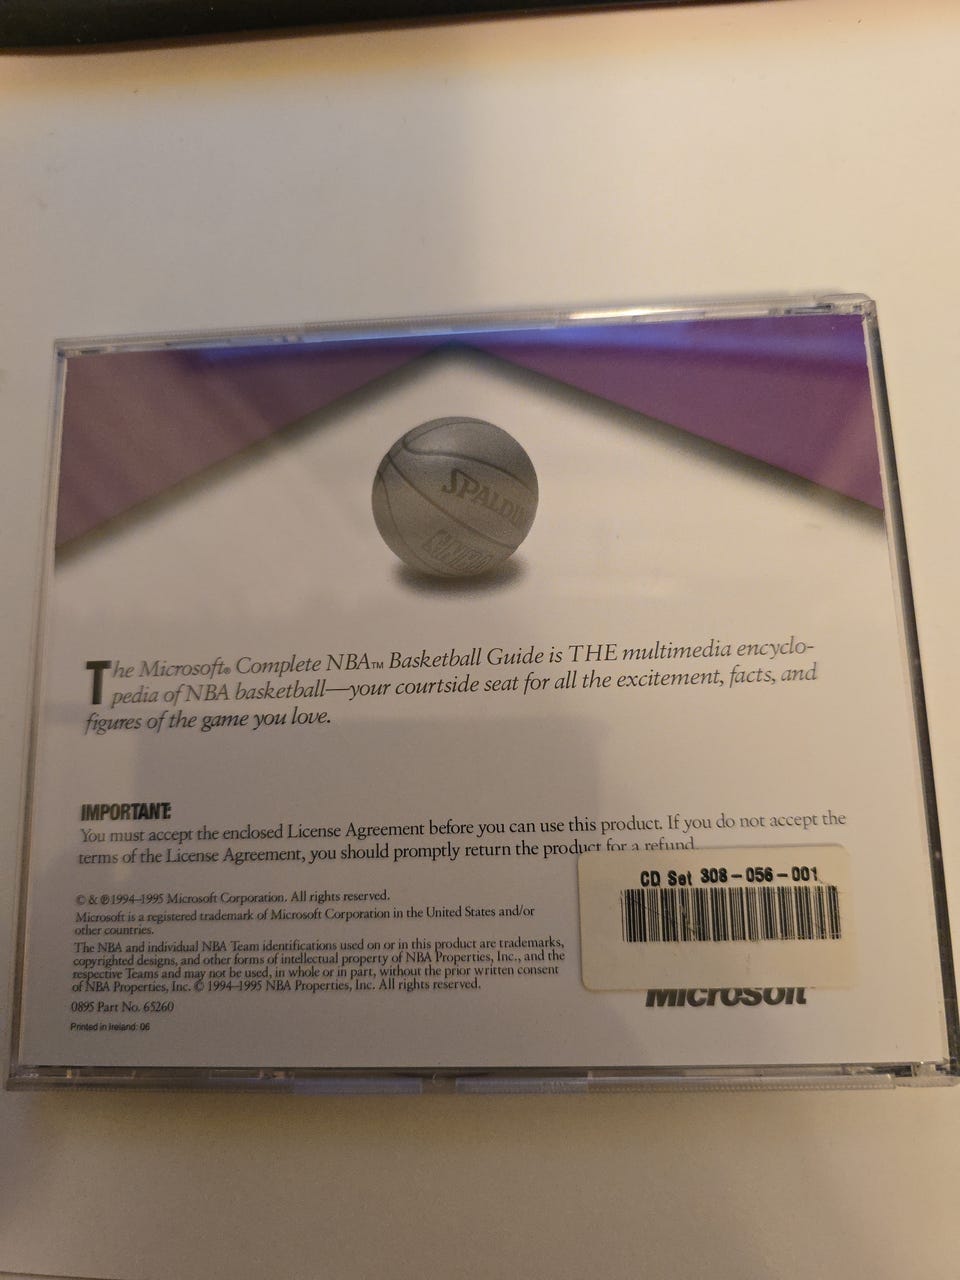 SPALDING
The Microsoft® Complete NBA™ Basketball Guide is THE multimedia encyclo-
pedia of NBA basketball—your courtside seat for all the excitement, facts, and
figures of the game you love.
IMPORTANT:
You must accept the enclosed License Agreement before you can use this product. If you do not accept the
terms of the License Agreement, you should promptly return the product for a refund.
CD Set 308-056-001
© & ℗ 1994–1995 Microsoft Corporation. All rights reserved.
Microsoft is a registered trademark of Microsoft Corporation in the United States and/or
other countries.
The NBA and individual NBA Team identifications used on or in this product are trademarks,
copyrighted designs, and other forms of intellectual property of NBA Properties, Inc., and the
respective Teams and may not be used, in whole or in part, without the prior written consent
of NBA Properties, Inc. © 1994–1995 NBA Properties, Inc. All rights reserved.
0895 Part No. 65260
Printed in Ireland: 06
Microsoft